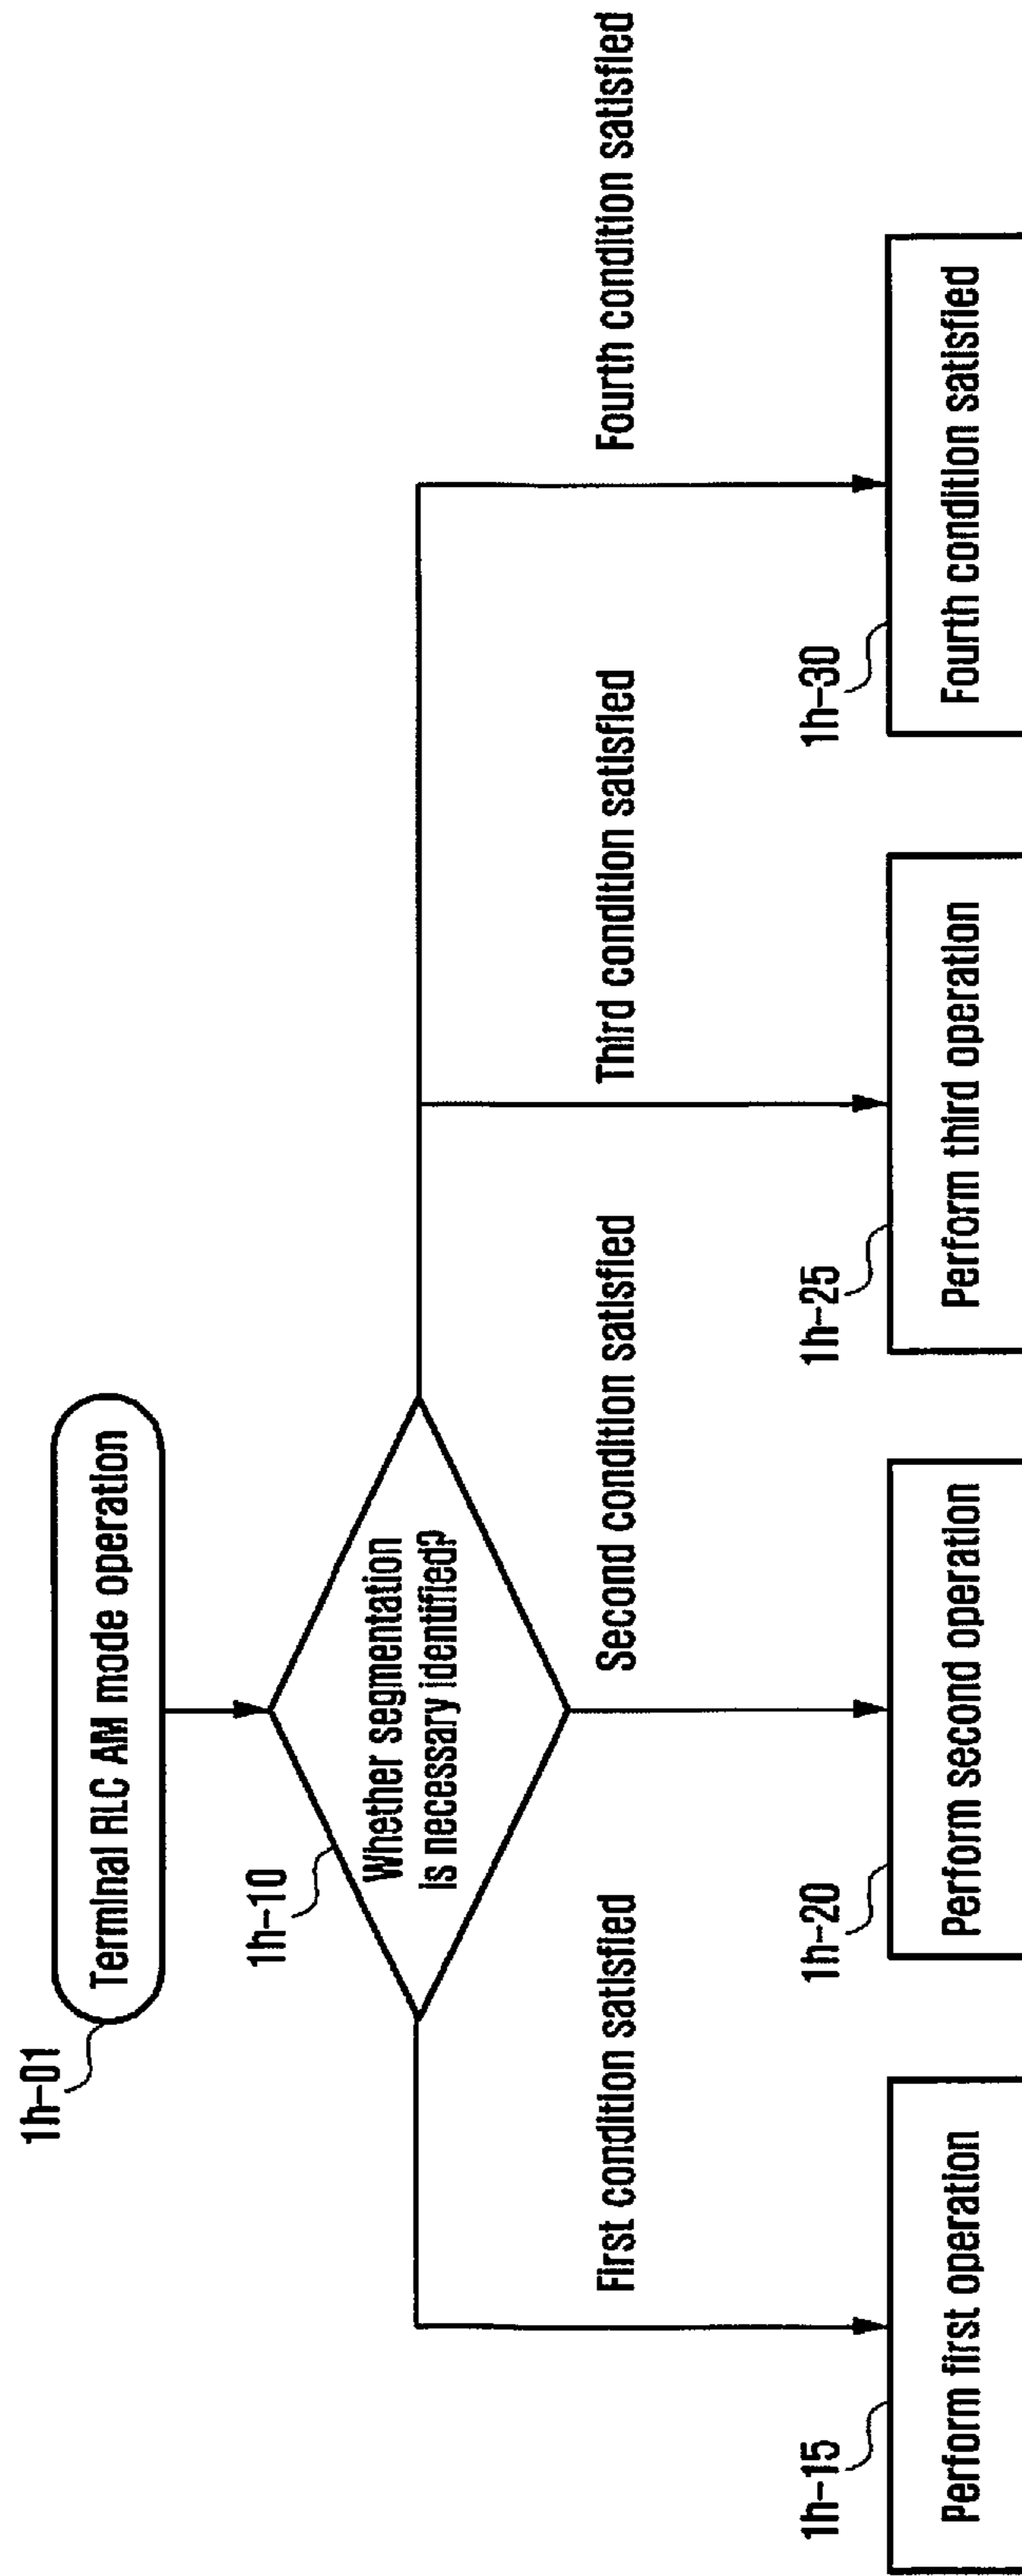 1h-01
Terminal RLC AM mode operation
1h-10
Whether segmentation
is necessary identified?
First condition satisfied
Second condition satisfied
Third condition satisfied
Fourth condition satisfied
1h-15
Perform first operation
1h-20
Perform second operation
1h-25
Perform third operation
1h-30
Fourth condition satisfied